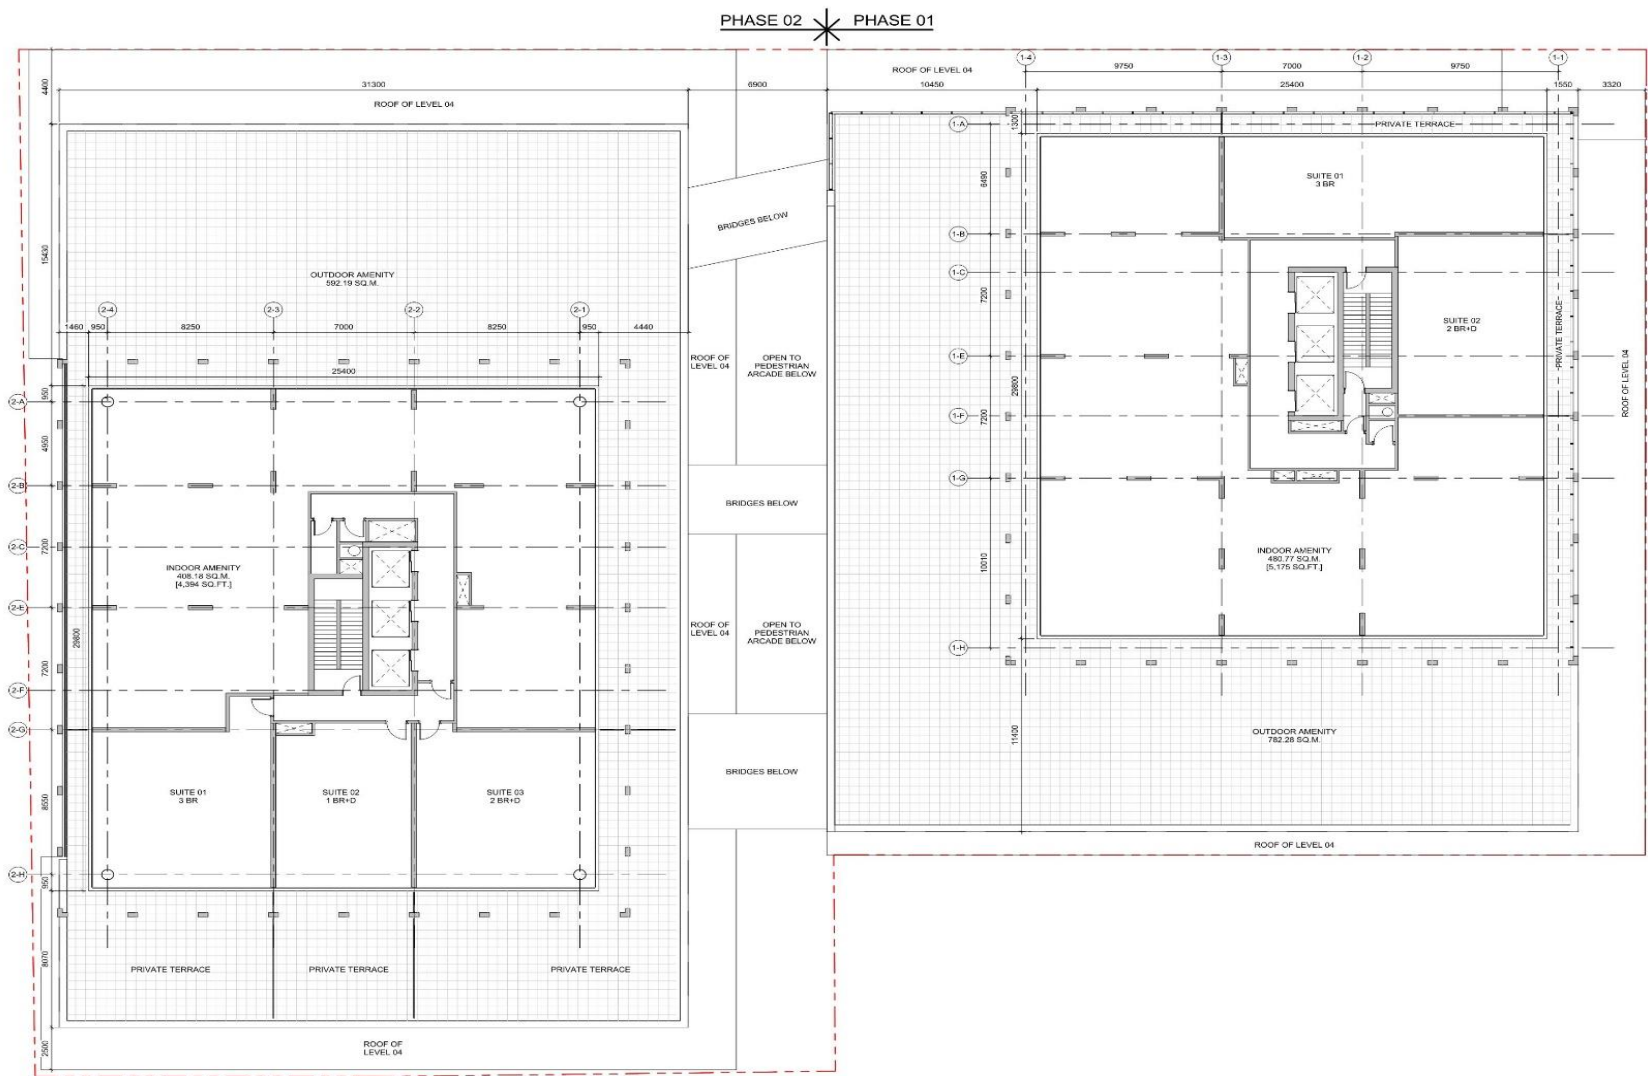 PHASE 02 PHASE 01
ROOF OF LEVEL 04
1-4
1-3
1-2
1-1
9750
7000
9750
31300
6900
10450
25400
1550
3320
4400
ROOF OF LEVEL 04
1300
1-A
PRIVATE TERRACE
SUITE 01
3 BR
6490
BRIDGES BELOW
1-B
15430
OUTDOOR AMENITY
592.19 SQ.M.
1-C
7200
2-4
2-3
2-2
2-1
1460
950
8250
7000
8250
950
4440
SUITE 02
2 BR+D
PRIVATE TERRACE
ROOF OF
LEVEL 04
OPEN TO
PEDESTRIAN
ARCADE BELOW
1-E
25400
29800
ROOF OF LEVEL 04
950
2-A
7200
1-F
4950
1-G
2-B
BRIDGES BELOW
7200
2-C
INDOOR AMENITY
408.18 SQ.M.
[4,394 SQ.FT.]
INDOOR AMENITY
480.77 SQ.M.
[5,175 SQ.FT.]
10010
2-E
29800
ROOF OF
LEVEL 04
OPEN TO
PEDESTRIAN
ARCADE BELOW
1-H
7200
2-F
2-G
11400
OUTDOOR AMENITY
782.28 SQ.M.
BRIDGES BELOW
SUITE 01
3 BR
SUITE 02
1 BR+D
SUITE 03
2 BR+D
8550
ROOF OF LEVEL 04
2-H
950
8070
PRIVATE TERRACE
PRIVATE TERRACE
PRIVATE TERRACE
2500
ROOF OF
LEVEL 04